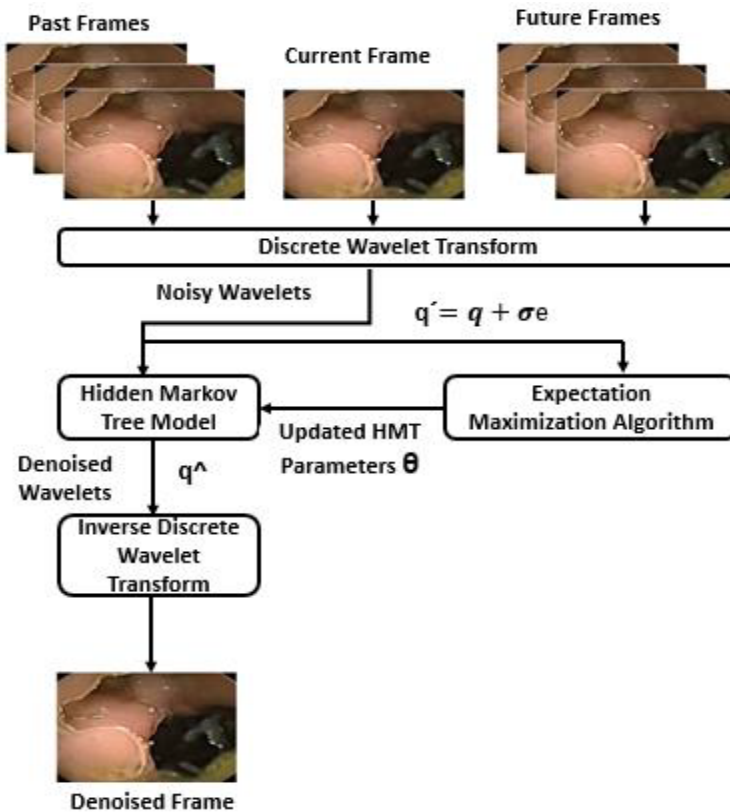 Past Frames
Current Frame
Future Frames
Discrete Wavelet Transform
Noisy Wavelets
q´= q + σe
Hidden Markov
Tree Model
Expectation
Maximization Algorithm
Updated HMT
Parameters θ
Denoised
Wavelets
q^
Inverse Discrete
Wavelet
Transform
Denoised Frame